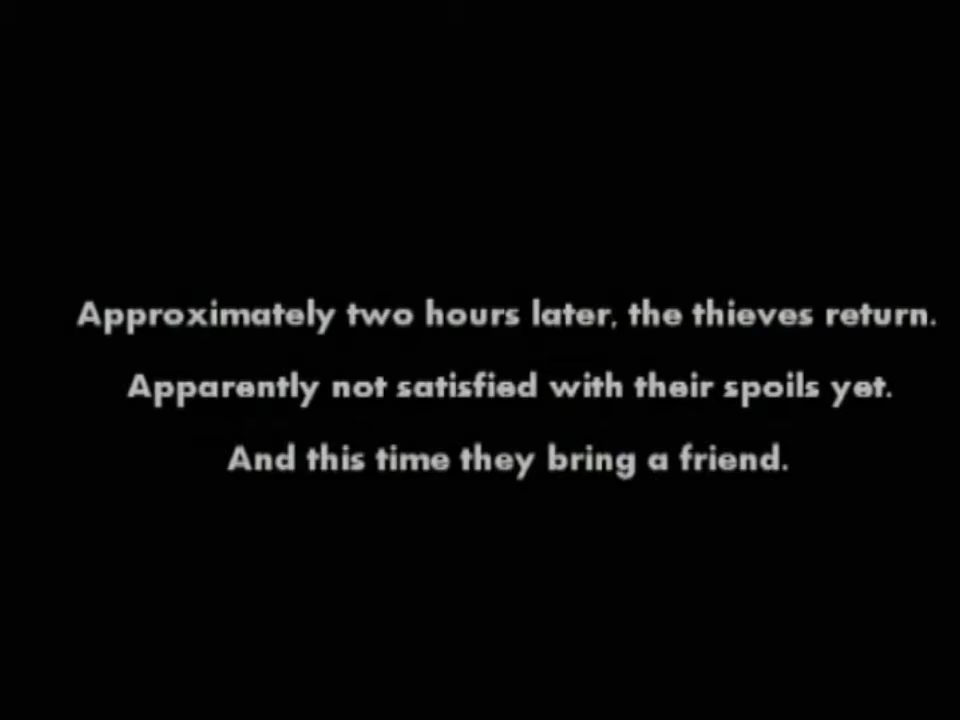 Approximately two hours later, the thieves return.
Apparently not satisfied with their spoils yet.
And this time they bring a friend.